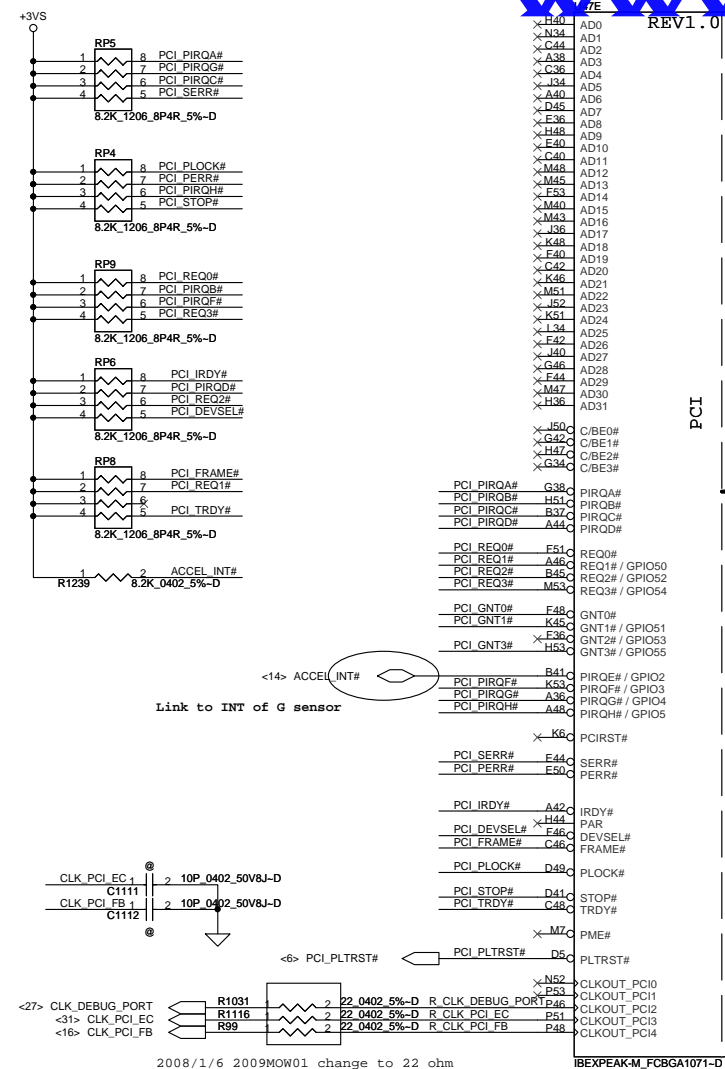 +3VS
RP5
1 8 PCI_PIRQA#
2 7 PCI_PIRQG#
3 6 PCI_PIRQC#
4 5 PCI_SERR#
8.2K_1206_8P4R_5%~D
RP4
1 8 PCI_PLOCK#
2 7 PCI_PERR#
3 6 PCI_PIRQH#
4 5 PCI_STOP#
8.2K_1206_8P4R_5%~D
RP9
1 8 PCI_REQ0#
2 7 PCI_PIRQB#
3 6 PCI_PIRQF#
4 5 PCI_REQ3#
8.2K_1206_8P4R_5%~D
RP6
1 8 PCI_IRDY#
2 7 PCI_PIRQD#
3 6 PCI_REQ2#
4 5 PCI_DEVSEL#
8.2K_1206_8P4R_5%~D
RP8
1 8 PCI_FRAME#
2 7 PCI_REQ1#
3 6
4 5 PCI_TRDY#
8.2K_1206_8P4R_5%~D
1 2 ACCEL_INT#
R1239 8.2K_0402_5%~D
<14> ACCEL_INT#
Link to INT of G sensor
@
CLK_PCI_EC 1 2 10P_0402_50V8J~D
C1111
CLK_PCI_FB 1 2 10P_0402_50V8J~D
C1112
@
<6> PCI_PLTRST#
<27> CLK_DEBUG_PORT R1031 1 2 22_0402_5%~D R_CLK_DEBUG_PORT
<31> CLK_PCI_EC R1116 1 2 22_0402_5%~D R_CLK_PCI_EC
<16> CLK_PCI_FB R99 1 2 22_0402_5%~D R_CLK_PCI_FB
2008/1/6 2009MOW01 change to 22 ohm
REV1.0
H40 AD0
N34 AD1
C44 AD2
A38 AD3
C36 AD4
J34 AD5
A40 AD6
D45 AD7
E36 AD8
H48 AD9
E40 AD10
C40 AD11
M48 AD12
M45 AD13
F53 AD14
M40 AD15
M43 AD16
J36 AD17
K48 AD18
F40 AD19
C42 AD20
K46 AD21
M51 AD22
J52 AD23
K51 AD24
L34 AD25
F42 AD26
J40 AD27
G46 AD28
F44 AD29
M47 AD30
H36 AD31
J50 C/BE0#
G42 C/BE1#
H47 C/BE2#
G34 C/BE3#
PCI
PCI_PIRQA# G38 PIRQA#
PCI_PIRQB# H51 PIRQB#
PCI_PIRQC# B37 PIRQC#
PCI_PIRQD# A44 PIRQD#
PCI_REQ0# F51 REQ0#
PCI_REQ1# A46 REQ1# / GPIO50
PCI_REQ2# B45 REQ2# / GPIO52
PCI_REQ3# M53 REQ3# / GPIO54
PCI_GNT0# F48 GNT0#
PCI_GNT1# K45 GNT1# / GPIO51
F36 GNT2# / GPIO53
PCI_GNT3# H53 GNT3# / GPIO55
B41 PIRQE# / GPIO2
PCI_PIRQF# K53 PIRQF# / GPIO3
PCI_PIRQG# A36 PIRQG# / GPIO4
PCI_PIRQH# A48 PIRQH# / GPIO5
K6 PCIRST#
PCI_SERR# E44 SERR#
PCI_PERR# E50 PERR#
PCI_IRDY# A42 IRDY#
H44 PAR
PCI_DEVSEL# F46 DEVSEL#
PCI_FRAME# C46 FRAME#
PCI_PLOCK# D49 PLOCK#
PCI_STOP# D41 STOP#
PCI_TRDY# C48 TRDY#
M7 PME#
PCI_PLTRST# D5 PLTRST#
N52 CLKOUT_PCI0
P53 CLKOUT_PCI1
P46 CLKOUT_PCI2
P51 CLKOUT_PCI3
P48 CLKOUT_PCI4
IBEXPEAK-M_FCBGA1071~D